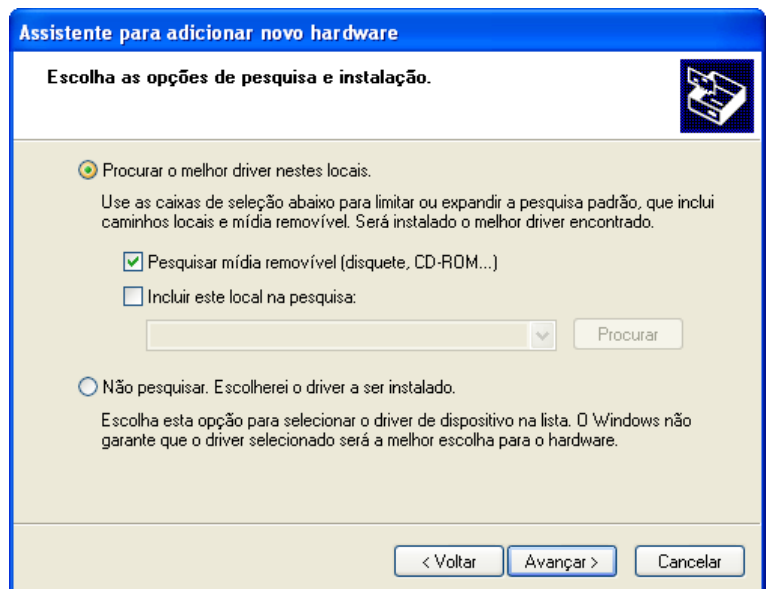 Assistente para adicionar novo hardware
Escolha as opções de pesquisa e instalação.
Procurar o melhor driver nestes locais.
Use as caixas de seleção abaixo para limitar ou expandir a pesquisa padrão, que inclui
caminhos locais e mídia removível. Será instalado o melhor driver encontrado.
Pesquisar mídia removível (disquete, CD-ROM...)
Incluir este local na pesquisa:
Procurar
Não pesquisar. Escolherei o driver a ser instalado.
Escolha esta opção para selecionar o driver de dispositivo na lista. O Windows não
garante que o driver selecionado será a melhor escolha para o hardware.
< Voltar
Avançar >
Cancelar